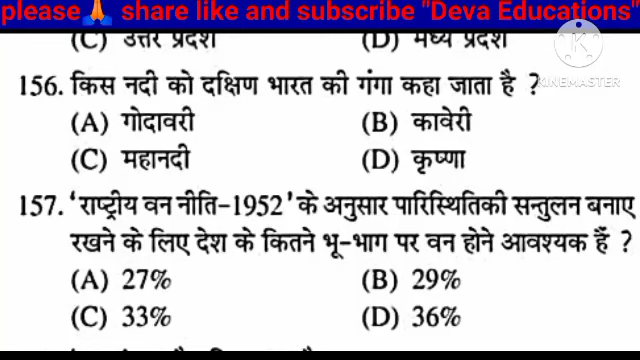 please🙏 share like and subscribe "Deva Educations"
(C) उत्तर प्रदेश (D) मध्य प्रदेश
KINEMASTER
156. किस नदी को दक्षिण भारत की गंगा कहा जाता है ?
(A) गोदावरी (B) कावेरी
(C) महानदी (D) कृष्णा
157. 'राष्ट्रीय वन नीति-1952' के अनुसार पारिस्थितिकी सन्तुलन बनाए
रखने के लिए देश के कितने भू-भाग पर वन होने आवश्यक हैं ?
(A) 27% (B) 29%
(C) 33% (D) 36%